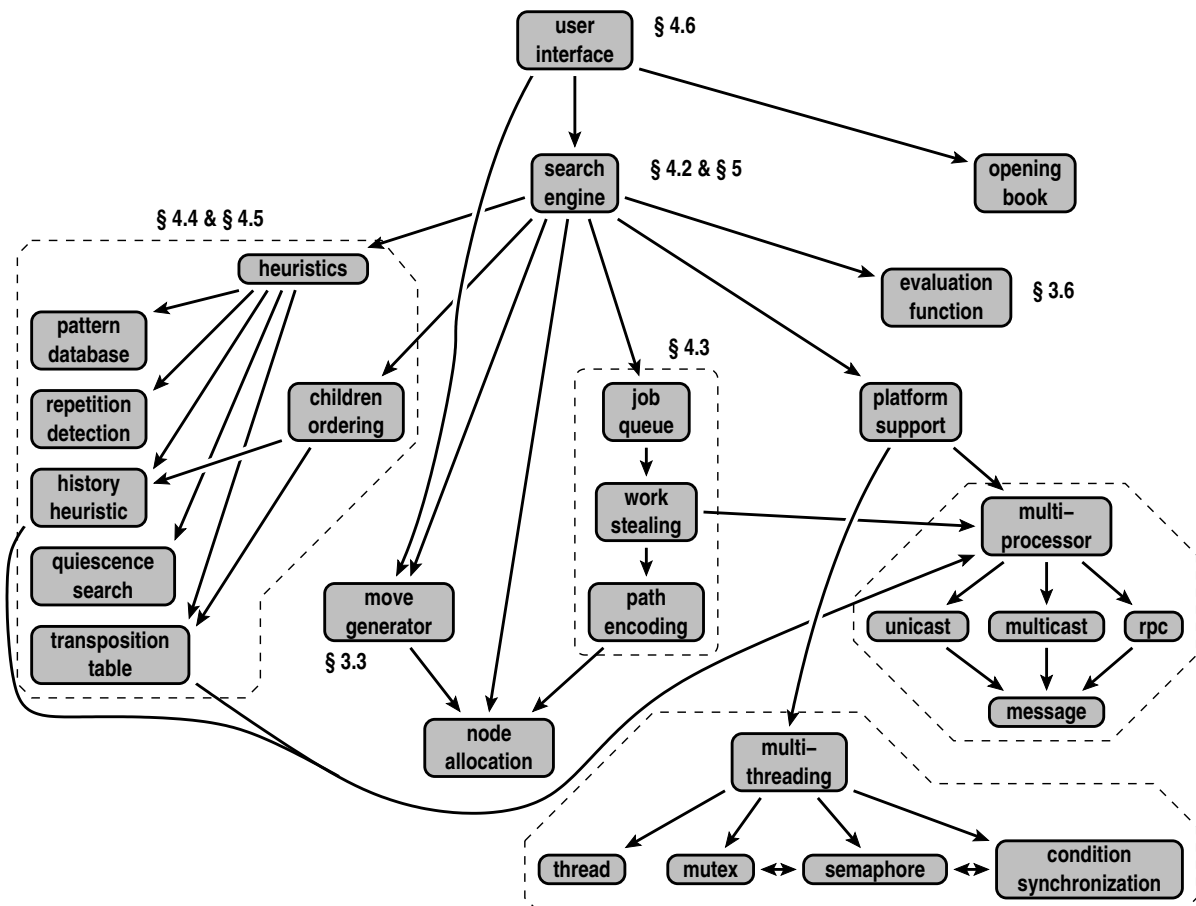 user
interface
§ 4.6
search
engine
§ 4.2 & § 5
opening
book
§ 4.4 & § 4.5
heuristics
evaluation
function
§ 3.6
pattern
database
§ 4.3
repetition
detection
children
ordering
job
queue
platform
support
history
heuristic
work
stealing
multi–
processor
quiescence
search
move
generator
§ 3.3
path
encoding
unicast
multicast
rpc
transposition
table
message
node
allocation
multi–
threading
thread
mutex
semaphore
condition
synchronization